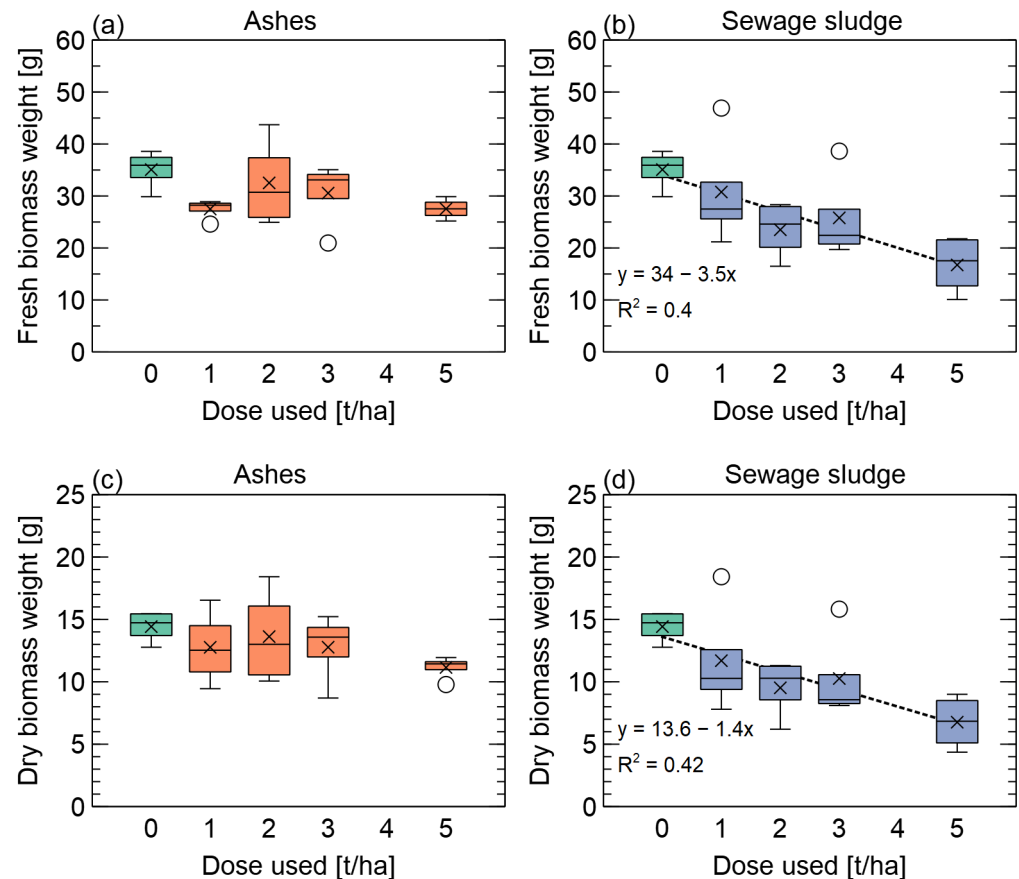 (a) Ashes
Fresh biomass weight [g]
60
50
40
30
20
10
0
0 1 2 3 4 5
Dose used [t/ha]
(b) Sewage sludge
Fresh biomass weight [g]
60
50
40
30
20
10
0
y = 34 − 3.5x
R² = 0.4
0 1 2 3 4 5
Dose used [t/ha]
(c) Ashes
Dry biomass weight [g]
25
20
15
10
5
0
0 1 2 3 4 5
Dose used [t/ha]
(d) Sewage sludge
Dry biomass weight [g]
25
20
15
10
5
0
y = 13.6 − 1.4x
R² = 0.42
0 1 2 3 4 5
Dose used [t/ha]